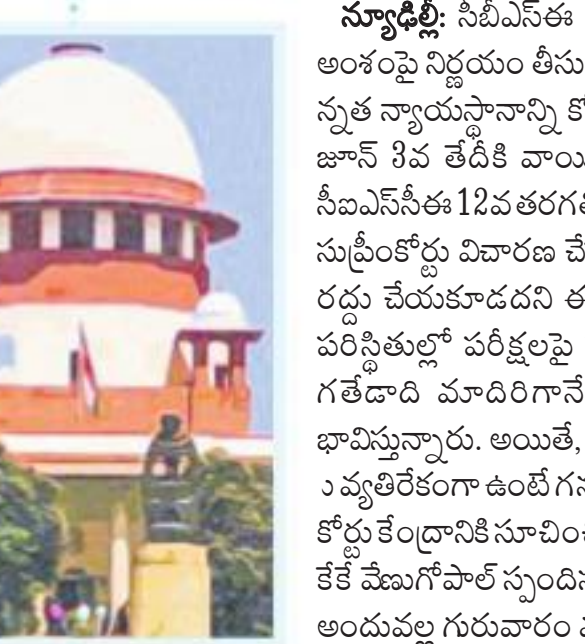 న్యూఢిల్లీ: సీబీఎస్ఈ
అంశంపై నిర్ణయం తీసు
న్నత న్యాయస్థానాన్ని కో
జూన్ 3వ తేదీకి వాయి
సీఐఎస్‌సీఈ 12వ తరగతి
సుప్రీంకోర్టు విచారణ చే
రద్దు చేయకూడదని ఈ
పరిస్థితుల్లో పరీక్షలపై
గతేడాది మాదిరిగానే
భావిస్తున్నారు. అయితే,
వ్యతిరేకంగా ఉంటే గన
కోర్టు కేంద్రానికి సూచించ
కేకే వేణుగోపాల్ స్పందిస
అందువల్ల గురువారం